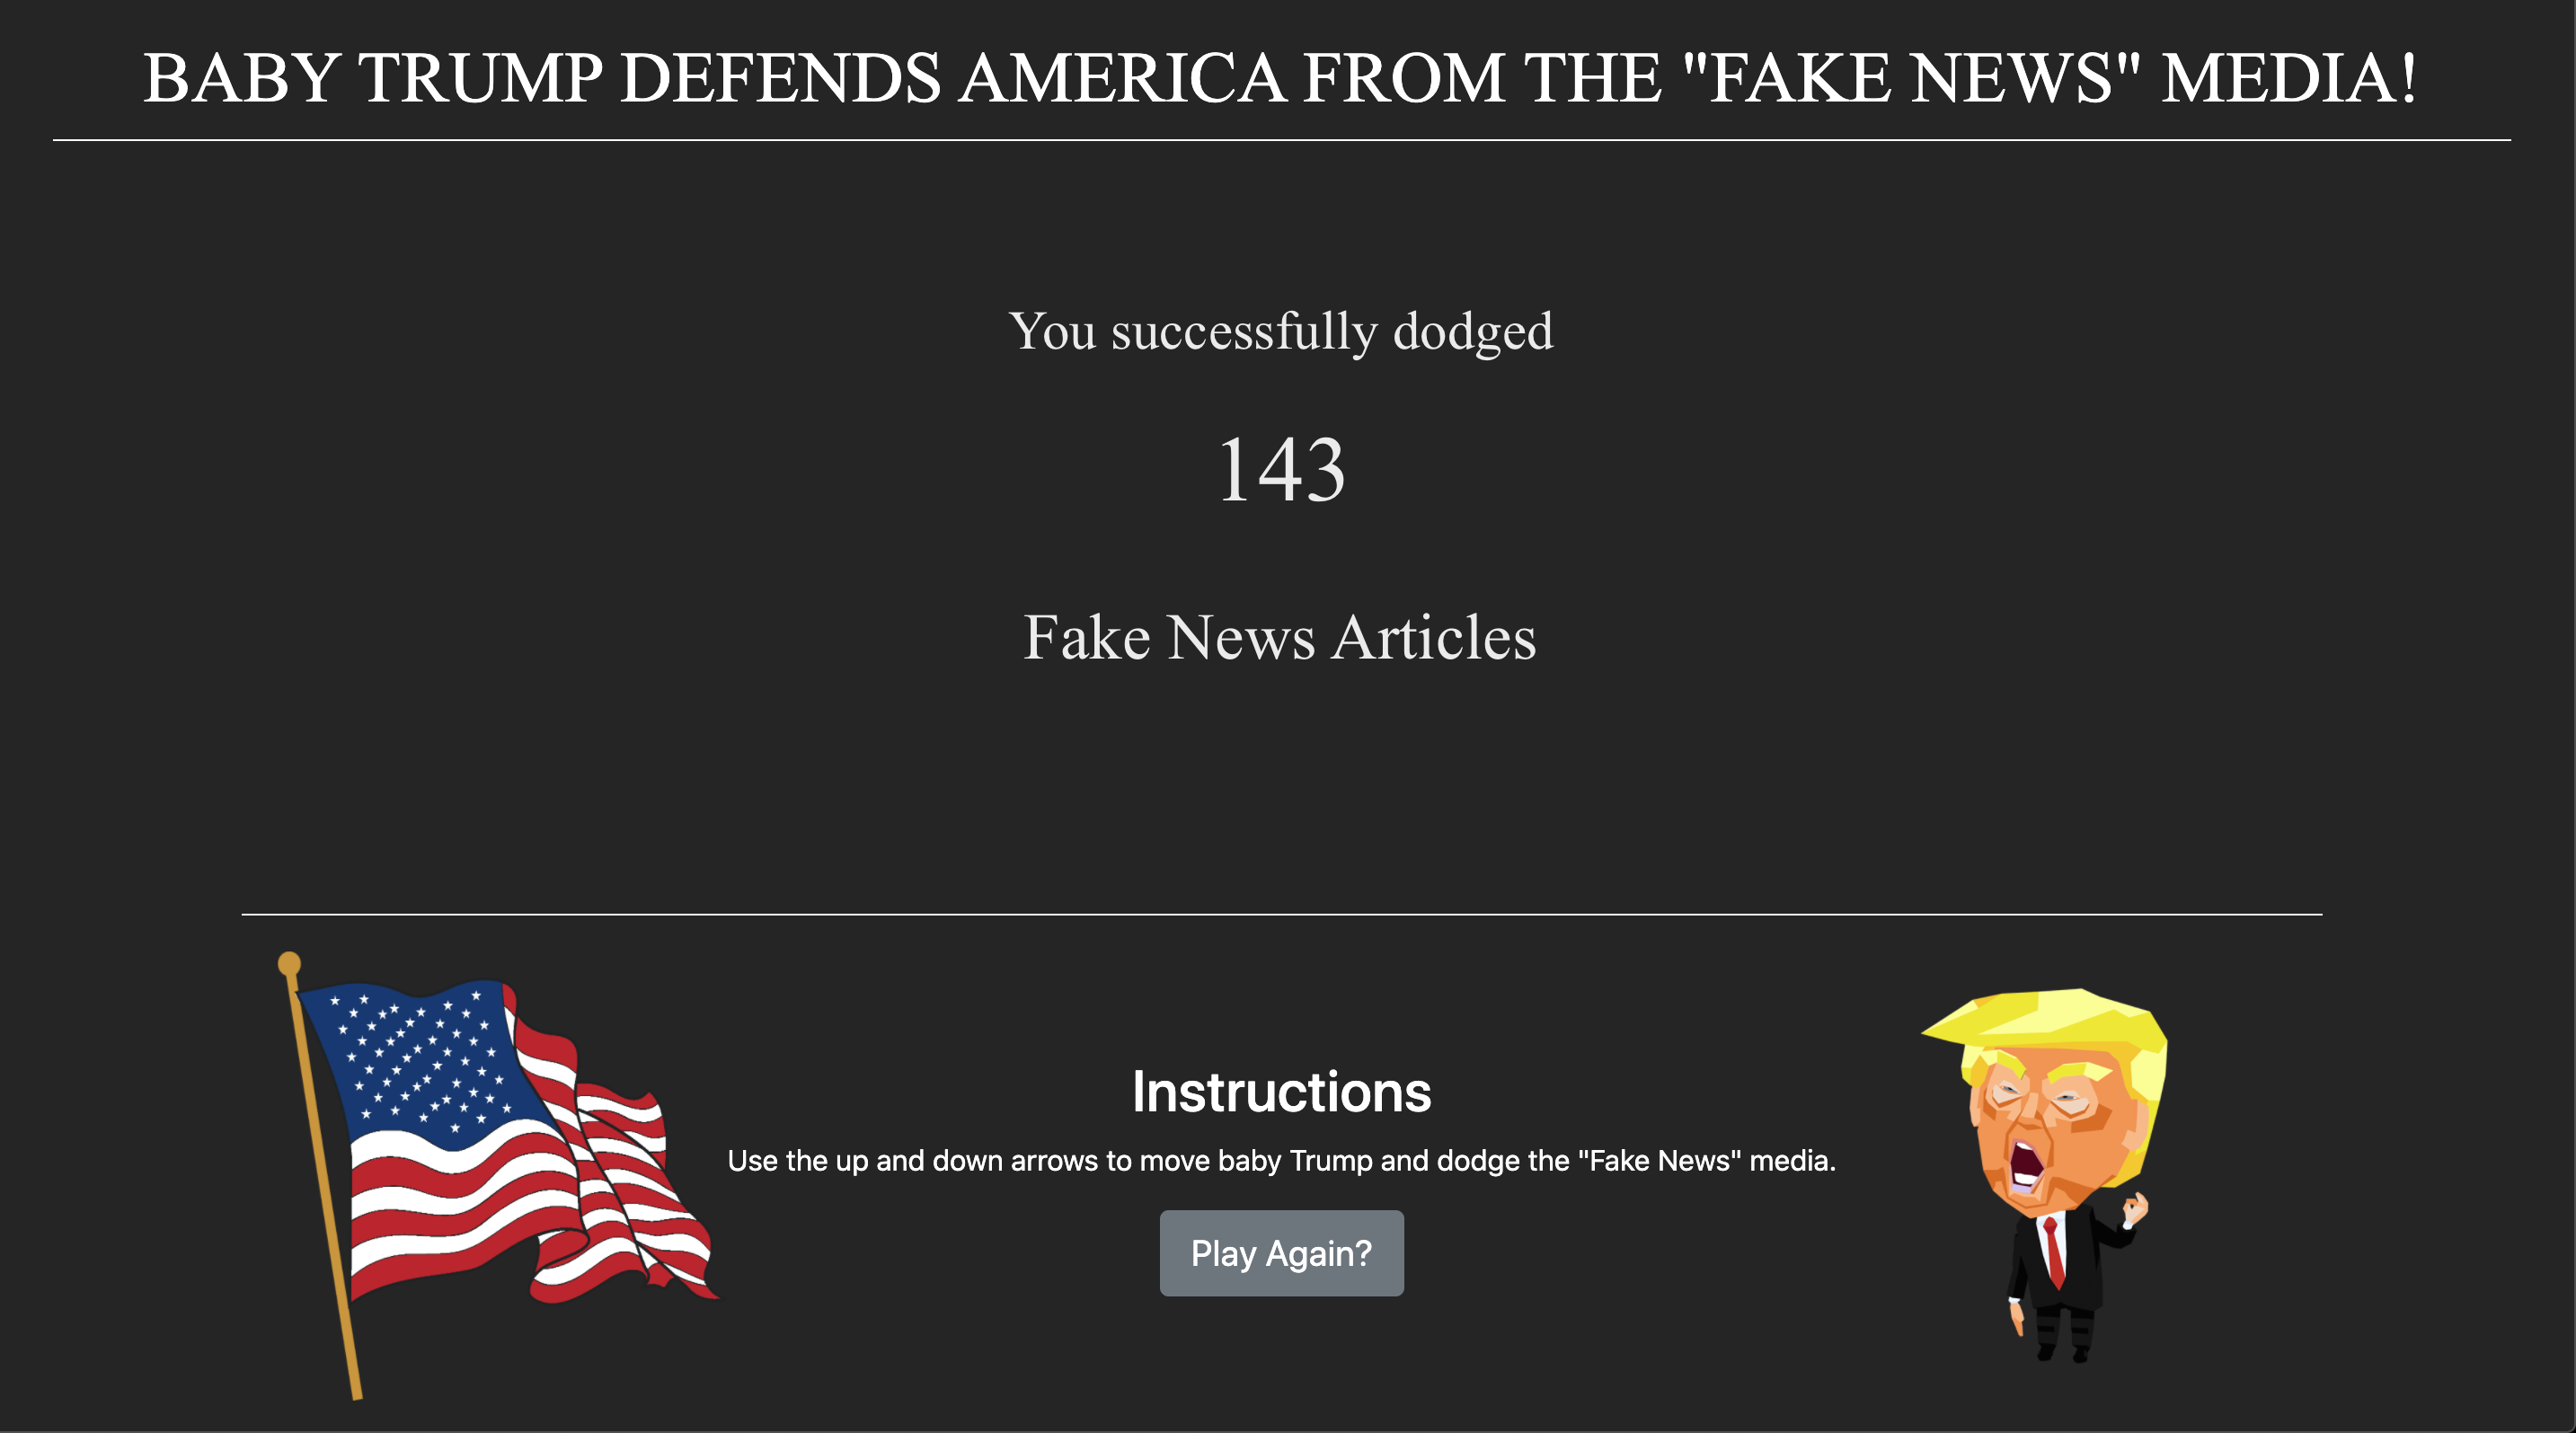 BABY TRUMP DEFENDS AMERICA FROM THE "FAKE NEWS" MEDIA!
You successfully dodged
143
Fake News Articles
Instructions
Use the up and down arrows to move baby Trump and dodge the "Fake News" media.
Play Again?